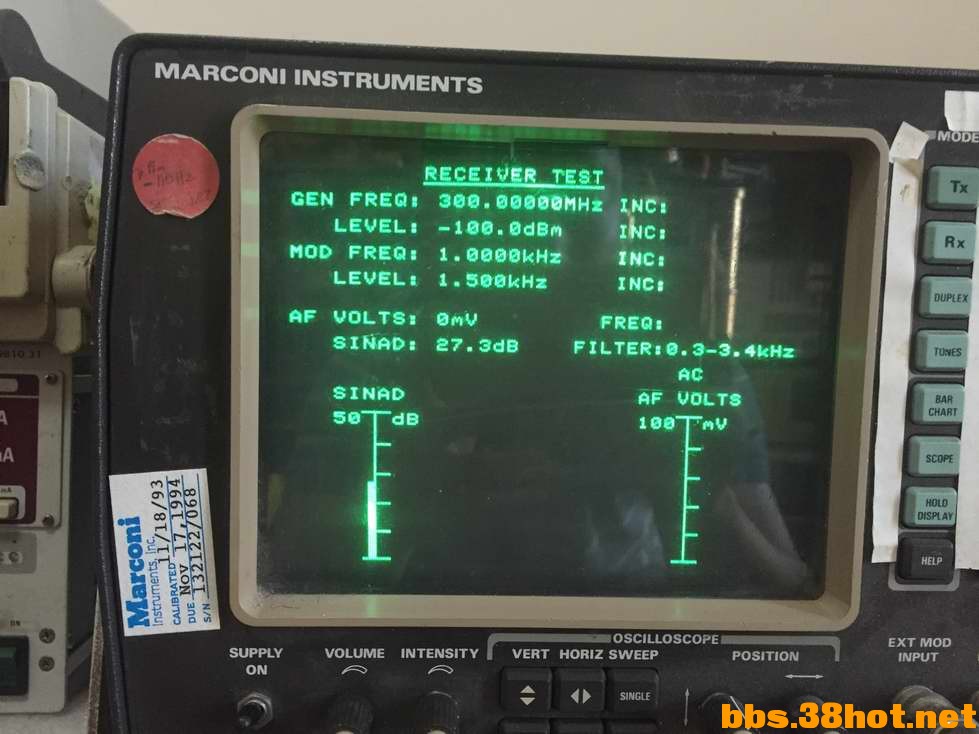 MARCONI INSTRUMENTS
RECEIVER TEST
GEN FREQ: 300.00000MHz INC:
LEVEL: -100.0dBm INC:
MOD FREQ: 1.0000kHz INC:
LEVEL: 1.500kHz INC:
AF VOLTS: 0mV FREQ:
SINAD: 27.3dB FILTER:0.3-3.4kHz
AC
SINAD
50 dB
AF VOLTS
100 mV
MODE
Tx
Rx
DUPLEX
TONES
BAR
CHART
SCOPE
HOLD
DISPLAY
HELP
Marconi
Instruments, Inc.
11/18/93
CALIBRATED
DUE Nov 17,1994
S/N 132122/068
SUPPLY
ON
VOLUME
INTENSITY
OSCILLOSCOPE
VERT HORIZ SWEEP
SINGLE
POSITION
EXT MOD
INPUT
A
mA
ON
bbs.38hot.net